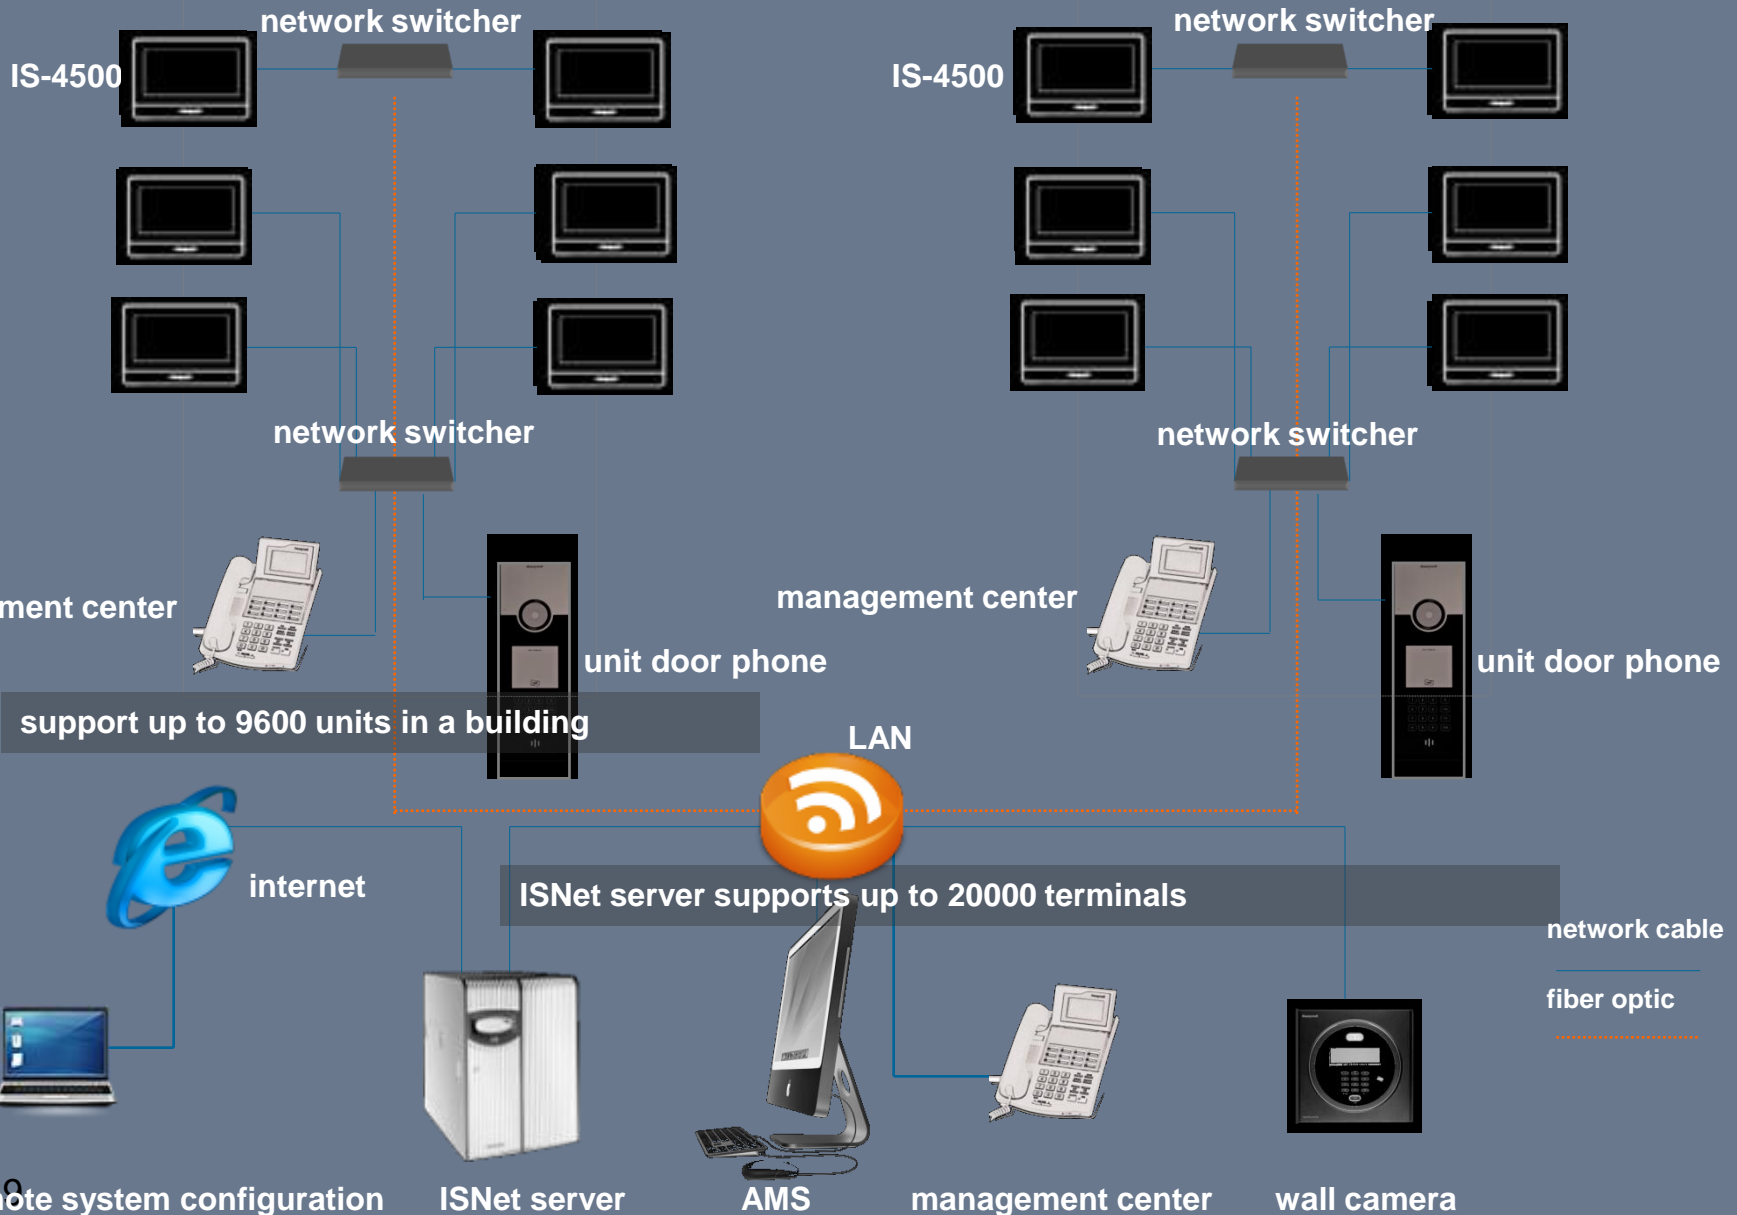 network switcher
network switcher
IS-4500
IS-4500
network switcher
network switcher
management center
ment center
unit door phone
unit door phone
support up to 9600 units in a building
LAN
internet
ISNet server supports up to 20000 terminals
network cable
fiber optic
9
note system configuration
ISNet server
AMS
management center
wall camera